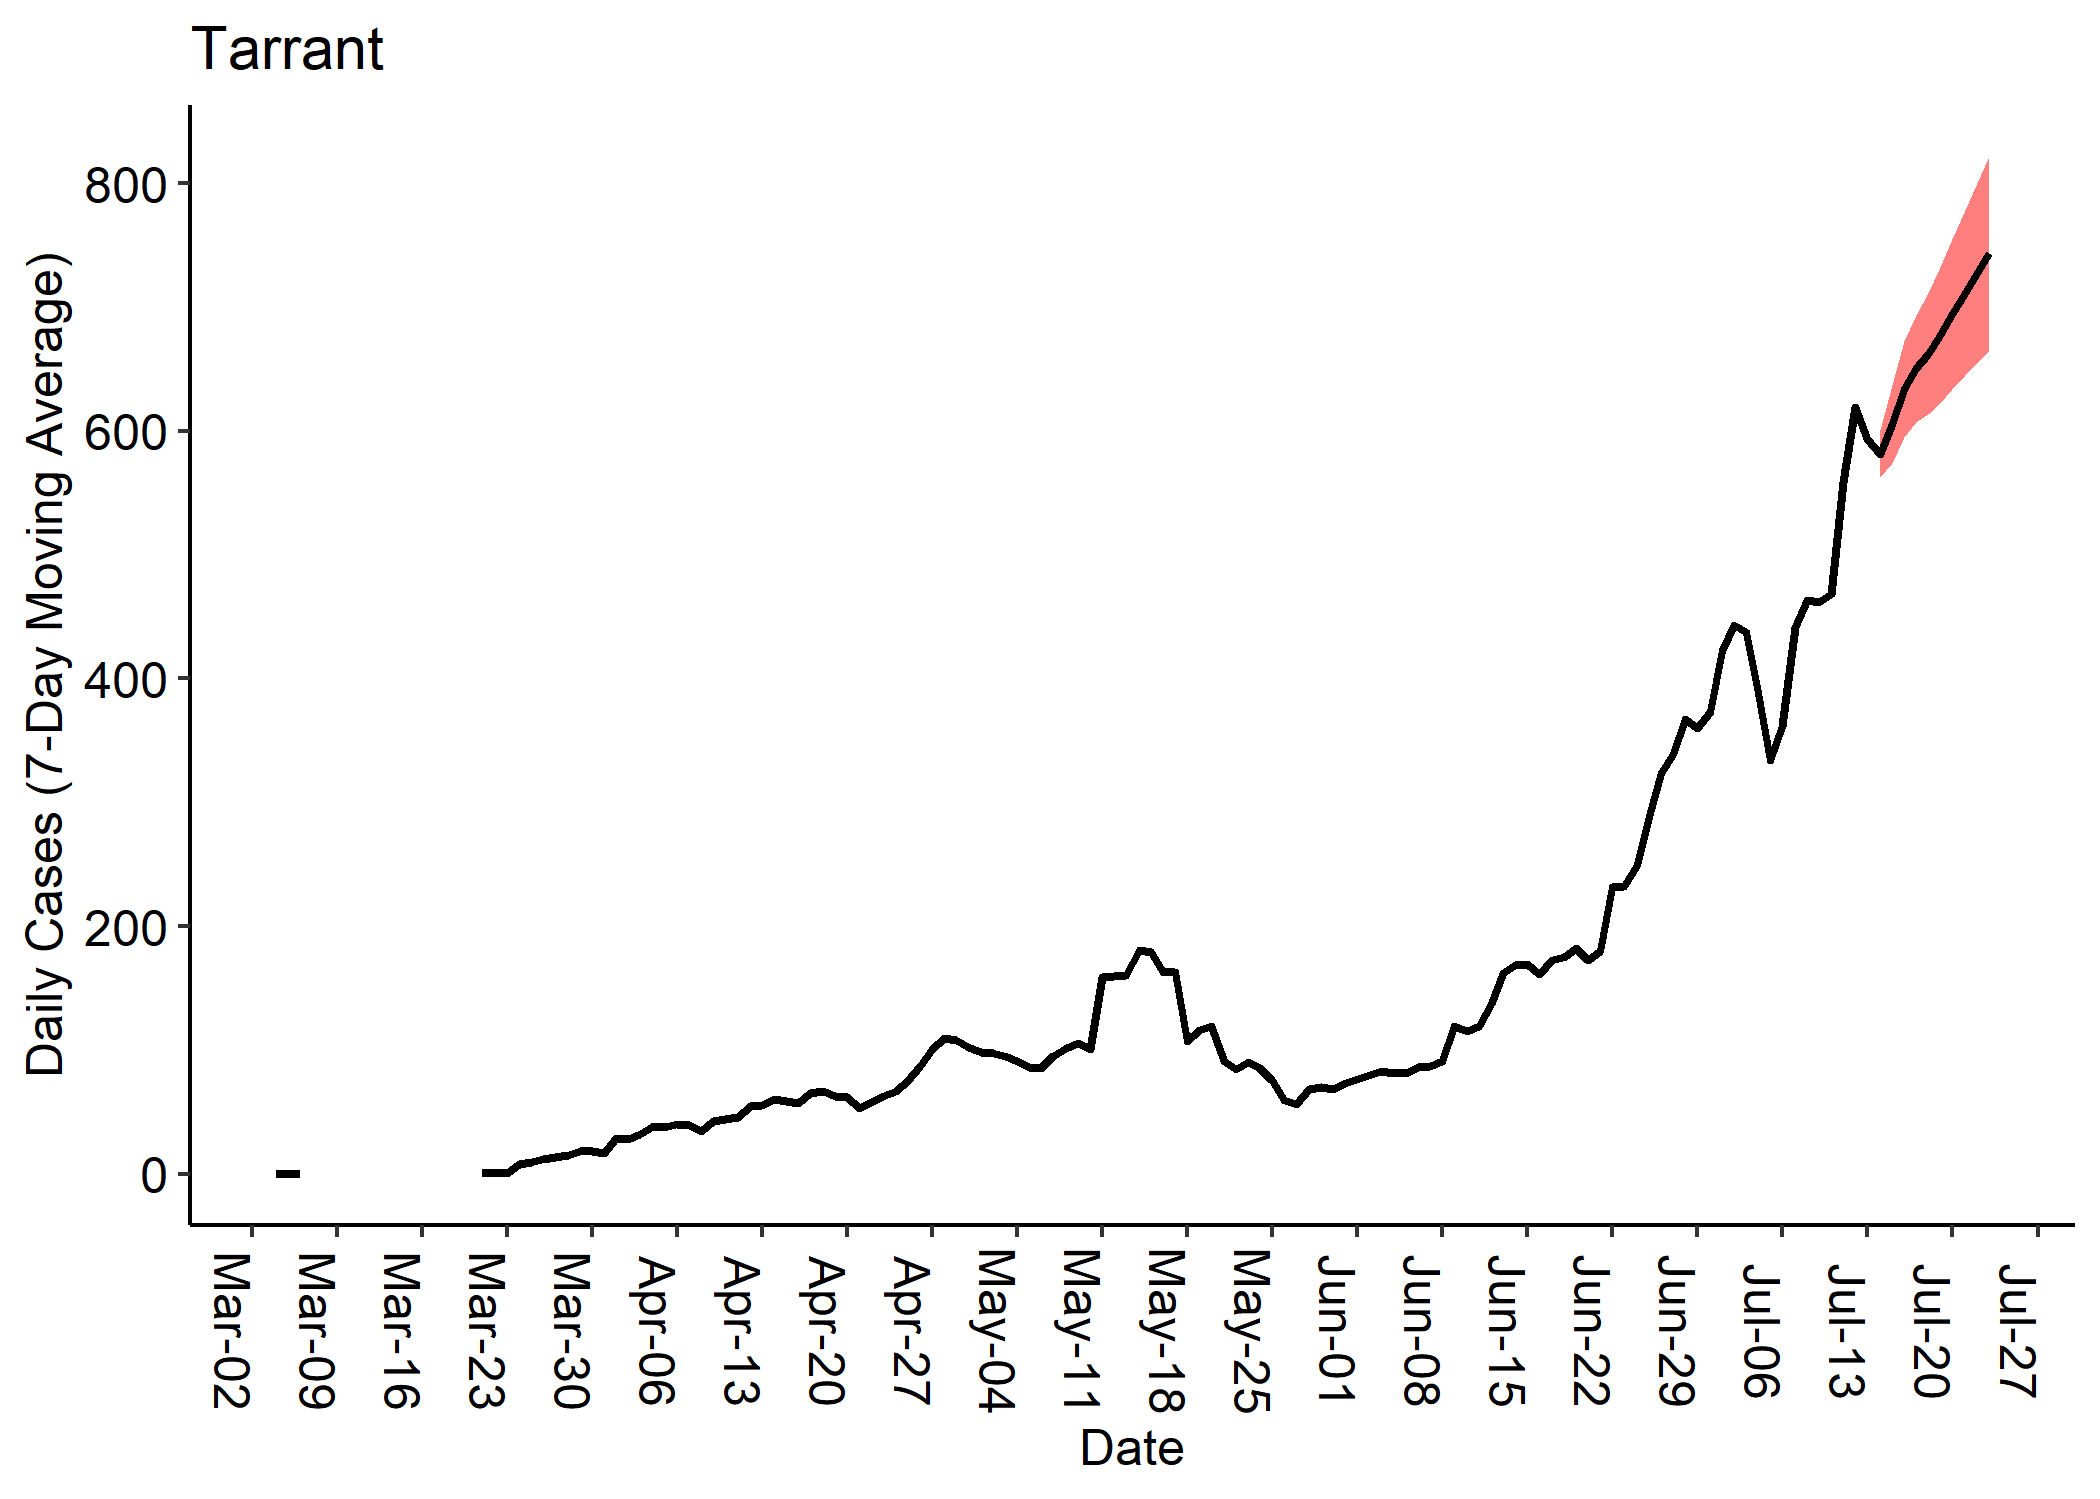 Tarrant
Daily Cases (7-Day Moving Average)
800
600
400
200
0
Mar-02
Mar-09
Mar-16
Mar-23
Mar-30
Apr-06
Apr-13
Apr-20
Apr-27
May-04
May-11
May-18
May-25
Jun-01
Jun-08
Jun-15
Jun-22
Jun-29
Jul-06
Jul-13
Jul-20
Jul-27
Date